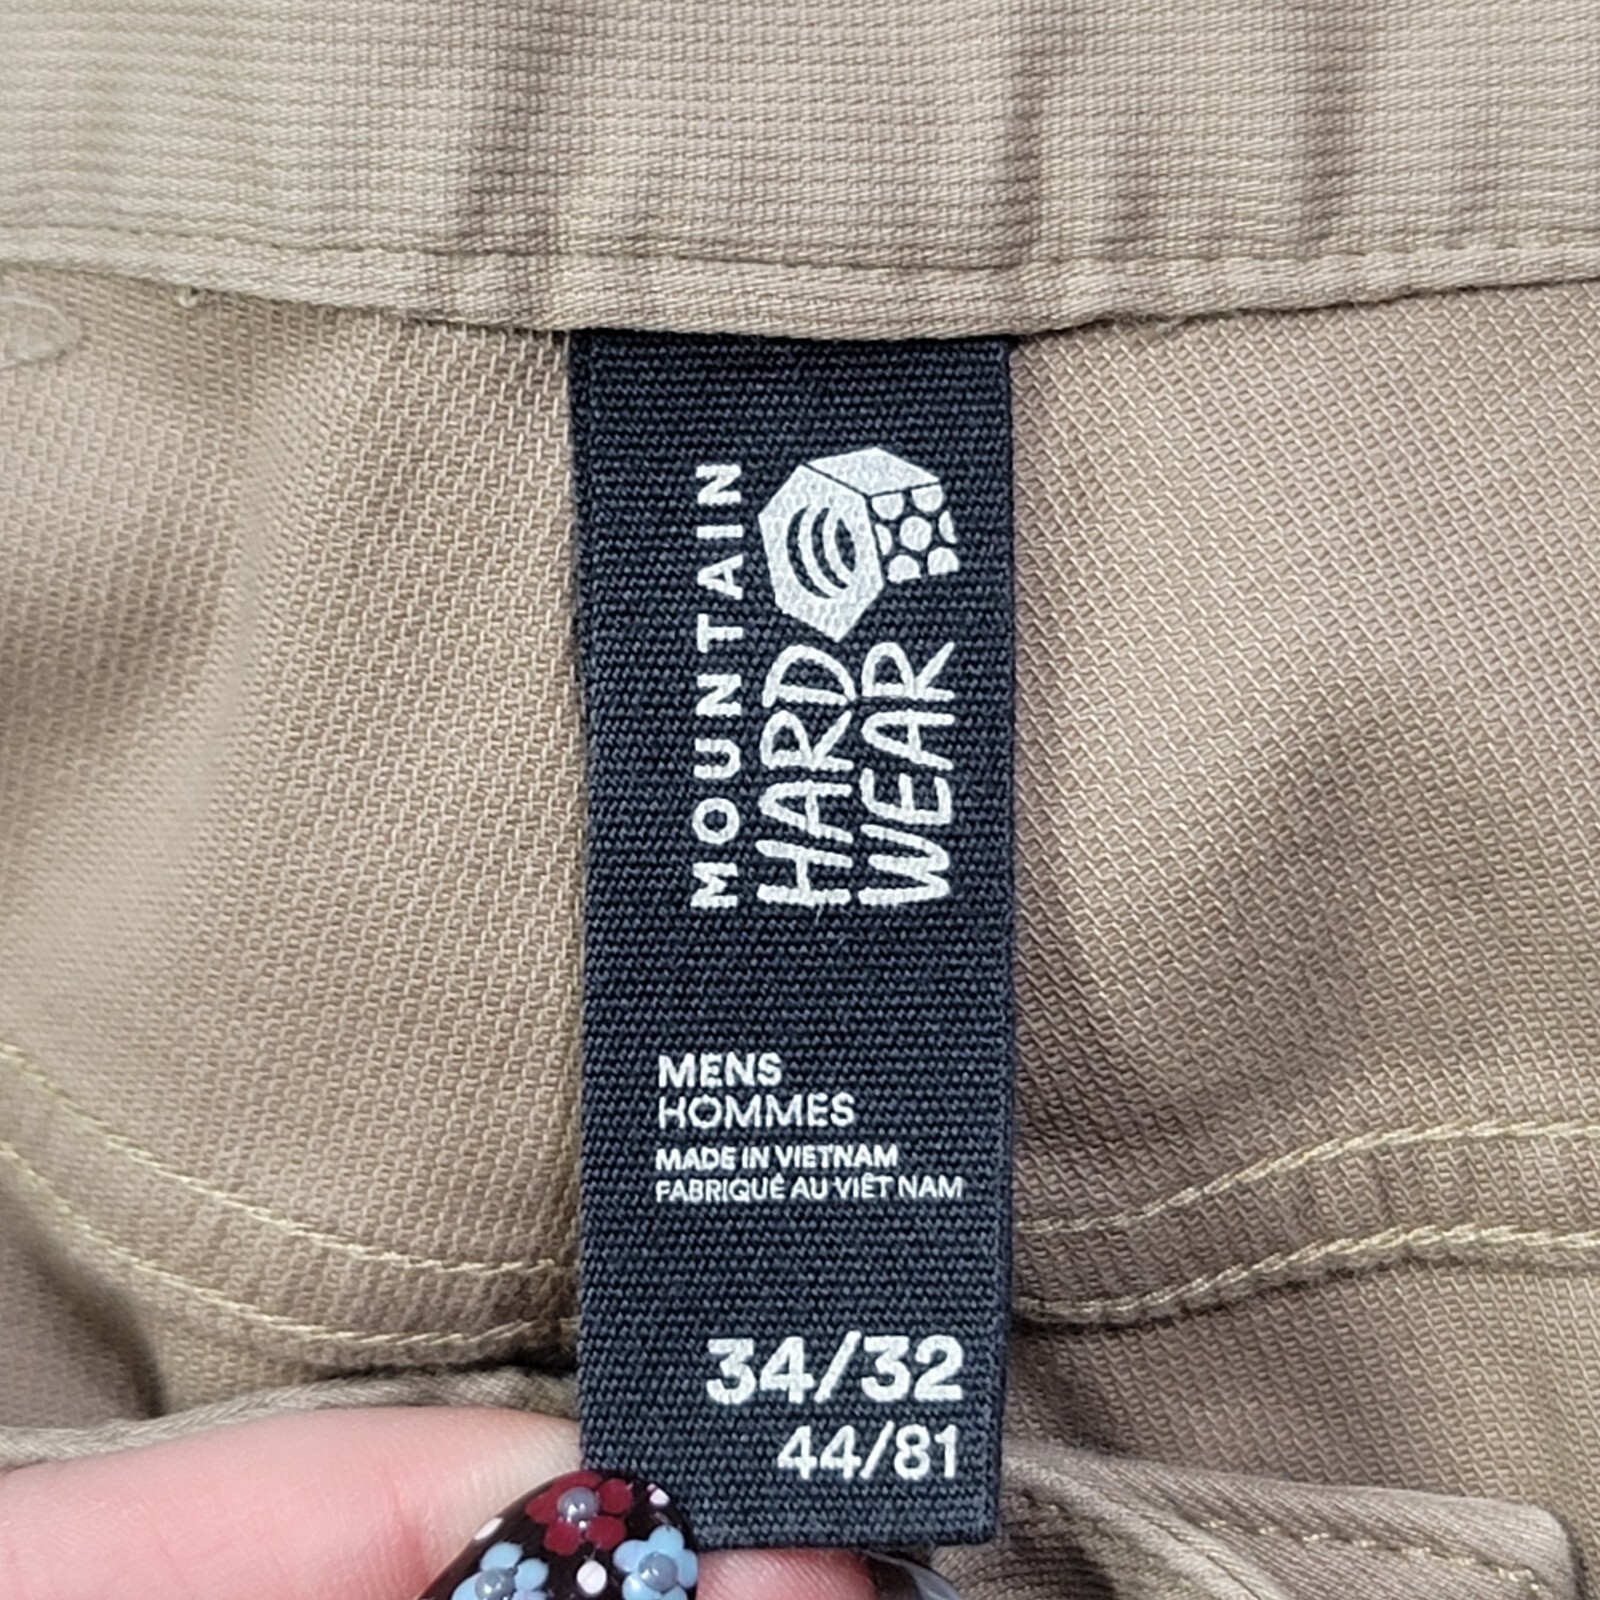 MOUNTAIN
HARD
WEAR
MENS
HOMMES
MADE IN VIETNAM
FABRIQUÉ AU VIÊT NAM
34/32
44/81